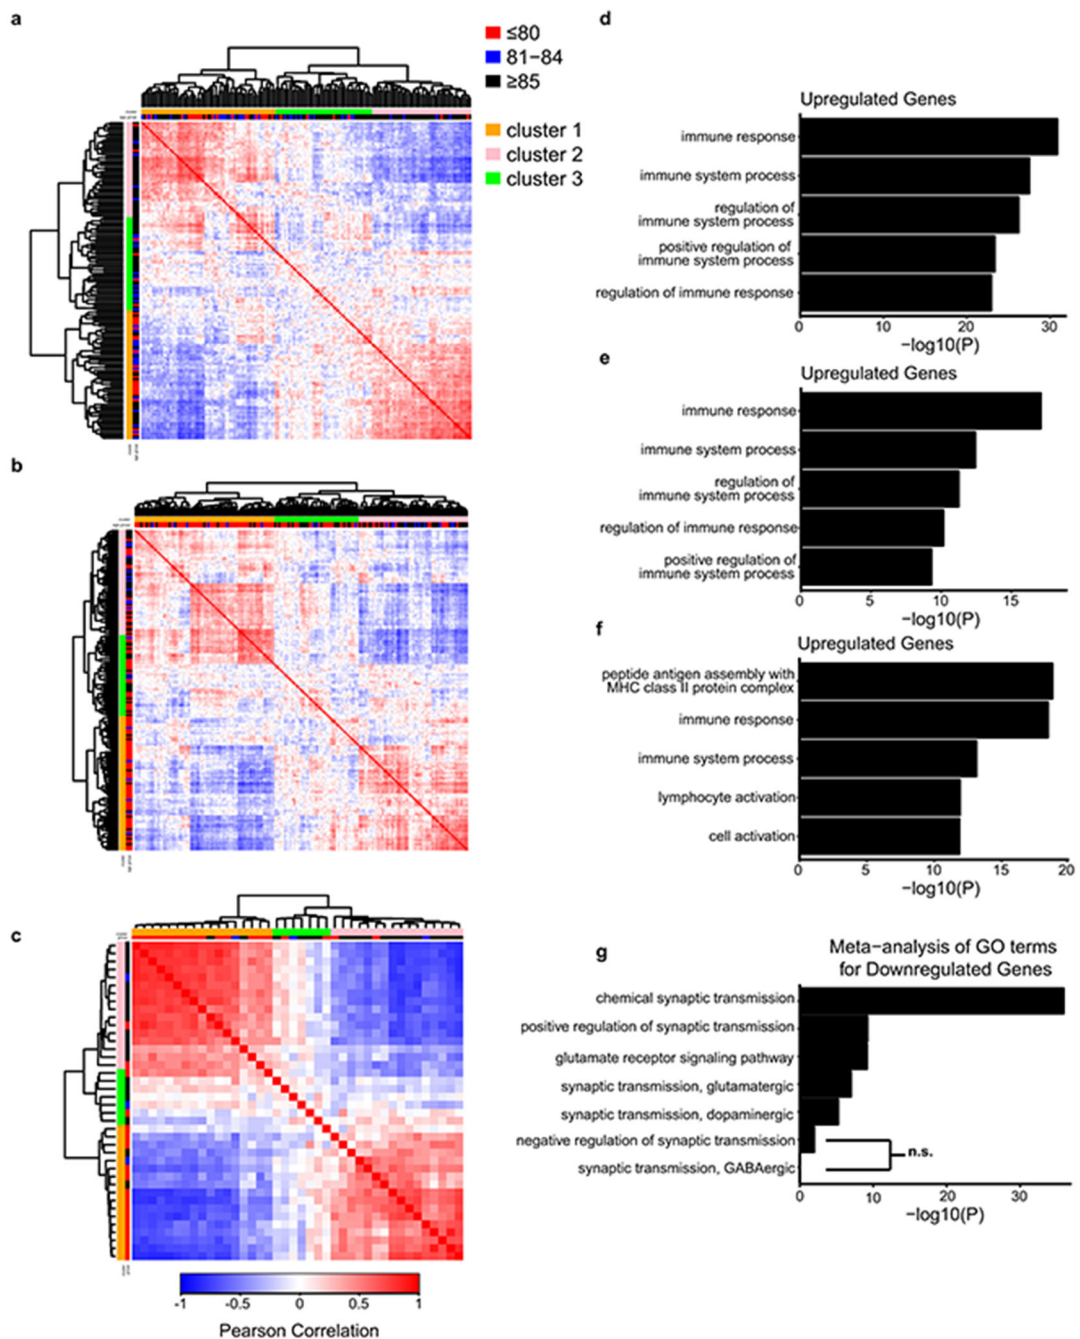 a
≤80
81−84
≥85
cluster 1
cluster 2
cluster 3
b
c
-1
-0.5
0
0.5
1
Pearson Correlation
d
Upregulated Genes
immune response
immune system process
regulation of
immune system process
positive regulation of
immune system process
regulation of immune response
0
10
20
30
−log10(P)
e
Upregulated Genes
immune response
immune system process
regulation of
immune system process
regulation of immune response
positive regulation of
immune system process
0
5
10
15
−log10(P)
f
Upregulated Genes
peptide antigen assembly with
MHC class II protein complex
immune response
immune system process
lymphocyte activation
cell activation
0
5
10
15
20
−log10(P)
g
Meta−analysis of GO terms
for Downregulated Genes
chemical synaptic transmission
positive regulation of synaptic transmission
glutamate receptor signaling pathway
synaptic transmission, glutamatergic
synaptic transmission, dopaminergic
negative regulation of synaptic transmission
synaptic transmission, GABAergic
n.s.
0
10
20
30
−log10(P)